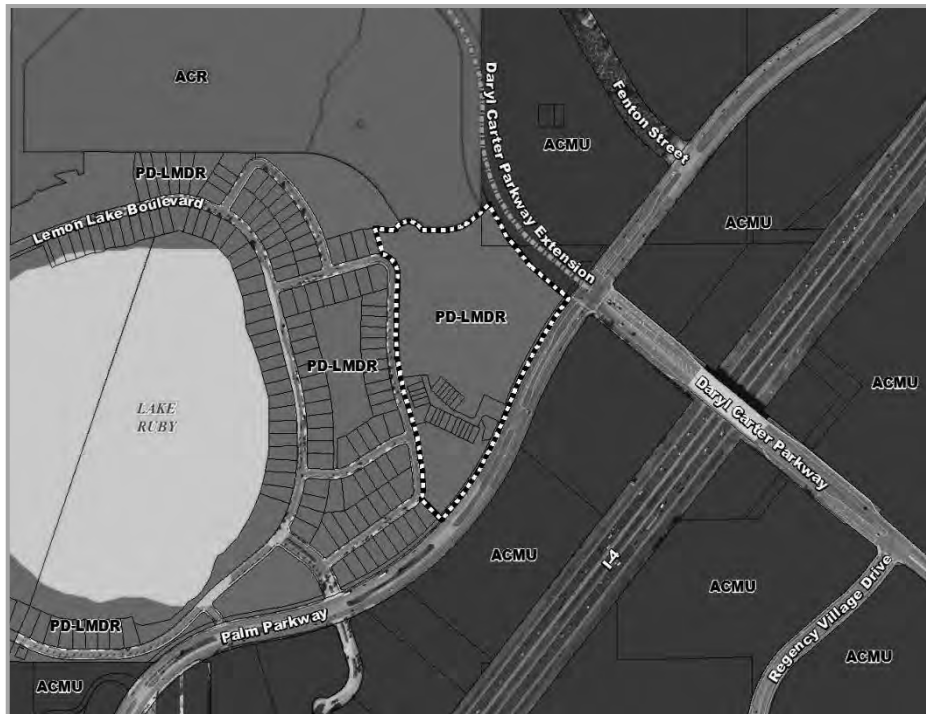 ACR
Daryl Carter Parkway Extension
Fenton Street
ACMU
PD-LMDR
Lemon Lake Boulevard
ACMU
PD-LMDR
PD-LMDR
ACMU
LAKE
RUBY
Daryl Carter Parkway
I-4
ACMU
ACMU
Regency Village Drive
PD-LMDR
Palm Parkway
ACMU
ACMU